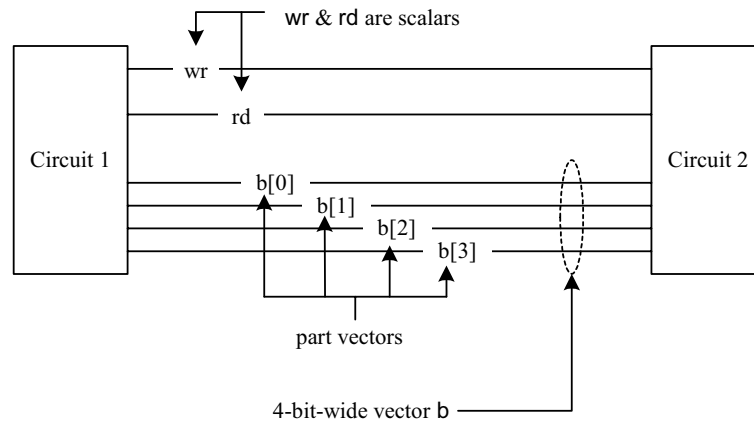 wr & rd are scalars
wr
rd
Circuit 1
Circuit 2
b[0]
b[1]
b[2]
b[3]
part vectors
4-bit-wide vector b